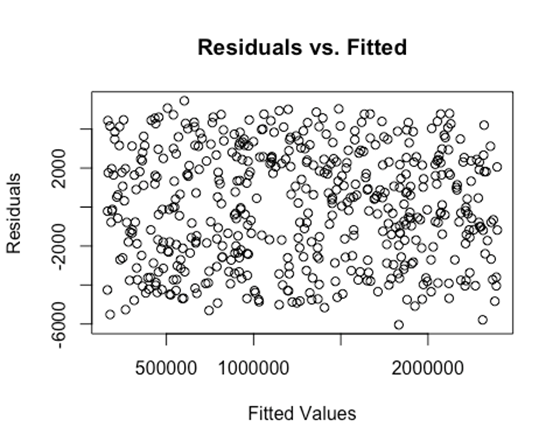 Residuals vs. Fitted
Residuals
2000
-2000
-6000
500000 1000000 2000000
Fitted Values